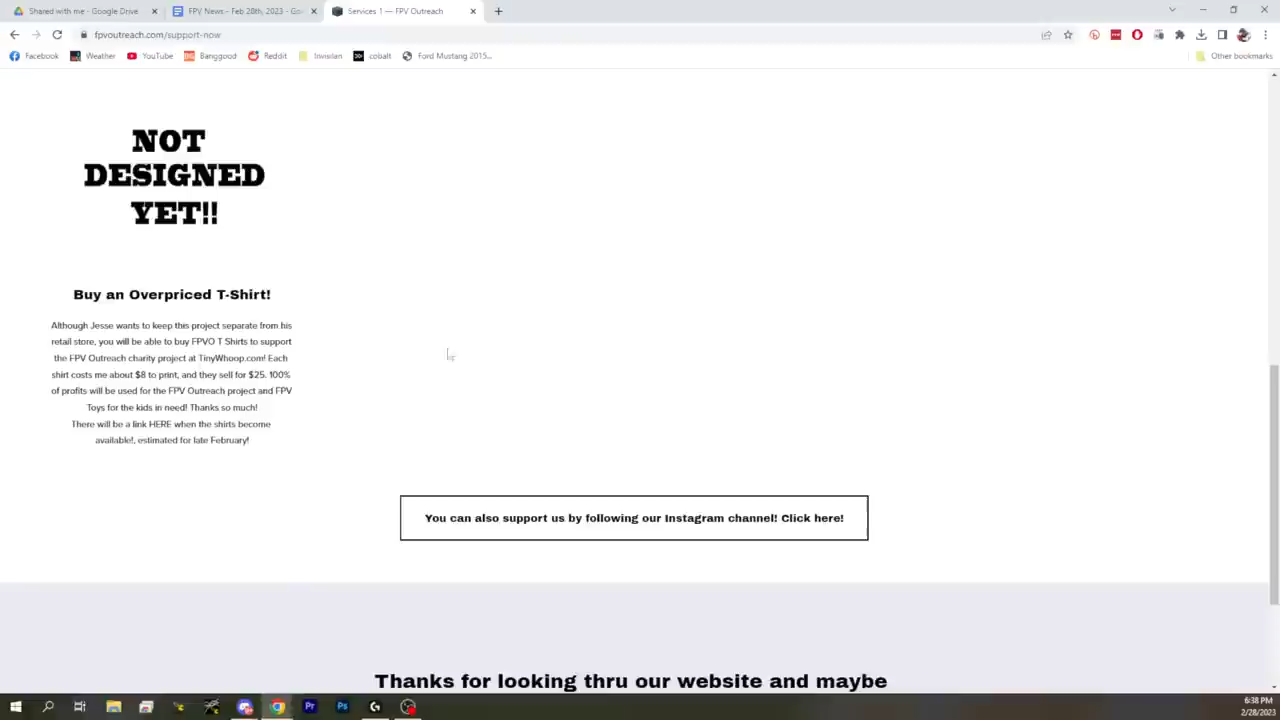 Shared with me - Google Drive
FPV News - Feb 28th, 2023 - Go
Services 1 — FPV Outreach
fpvoutreach.com/support-now
Facebook
Weather
YouTube
Banggood
Reddit
Invisilan
cobalt
Ford Mustang 2015...
Other bookmarks
NOT
DESIGNED
YET!!
Buy an Overpriced T-Shirt!
Although Jesse wants to keep this project separate from his
retail store, you will be able to buy FPVO T Shirts to support
the FPV Outreach charity project at TinyWhoop.com! Each
shirt costs me about $8 to print, and they sell for $25. 100%
of profits will be used for the FPV Outreach project and FPV
Toys for the kids in need! Thanks so much!
There will be a link HERE when the shirts become
available!, estimated for late February!
You can also support us by following our Instagram channel! Click here!
Thanks for looking thru our website and maybe
6:38 PM
2/28/2023